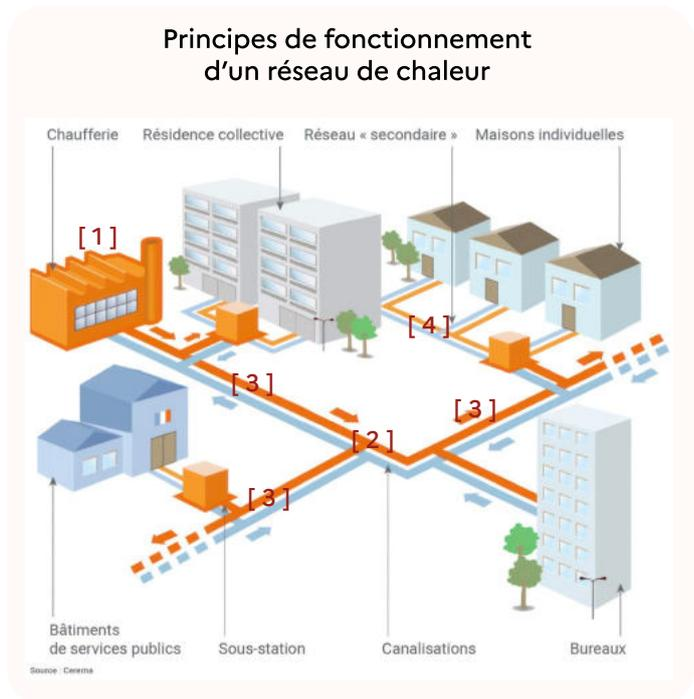 Principes de fonctionnement
d’un réseau de chaleur
Chaufferie
Résidence collective
Réseau « secondaire »
Maisons individuelles
[ 1 ]
[ 4 ]
[ 3 ]
[ 3 ]
[ 2 ]
[ 3 ]
Bâtiments
de services publics
Sous-station
Canalisations
Bureaux
Source : Cerema